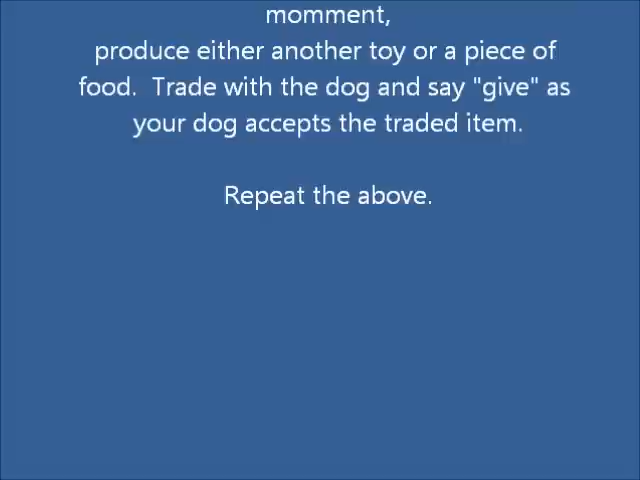 momment,
produce either another toy or a piece of
food.  Trade with the dog and say "give" as
your dog accepts the traded item.
Repeat the above.